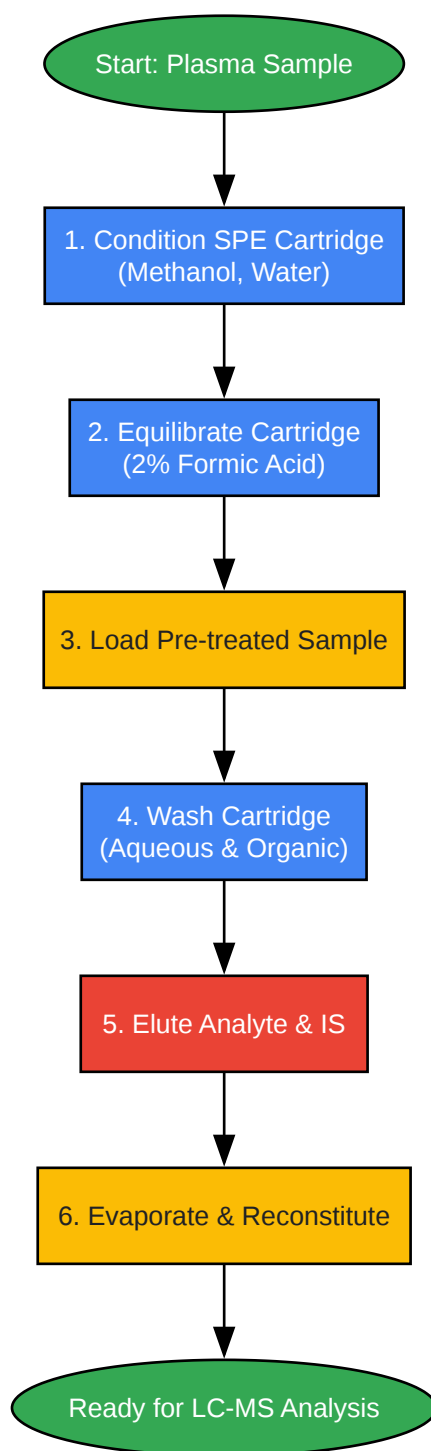 Start: Plasma Sample
1. Condition SPE Cartridge
(Methanol, Water)
2. Equilibrate Cartridge
(2% Formic Acid)
3. Load Pre-treated Sample
4. Wash Cartridge
(Aqueous & Organic)
5. Elute Analyte & IS
6. Evaporate & Reconstitute
Ready for LC-MS Analysis